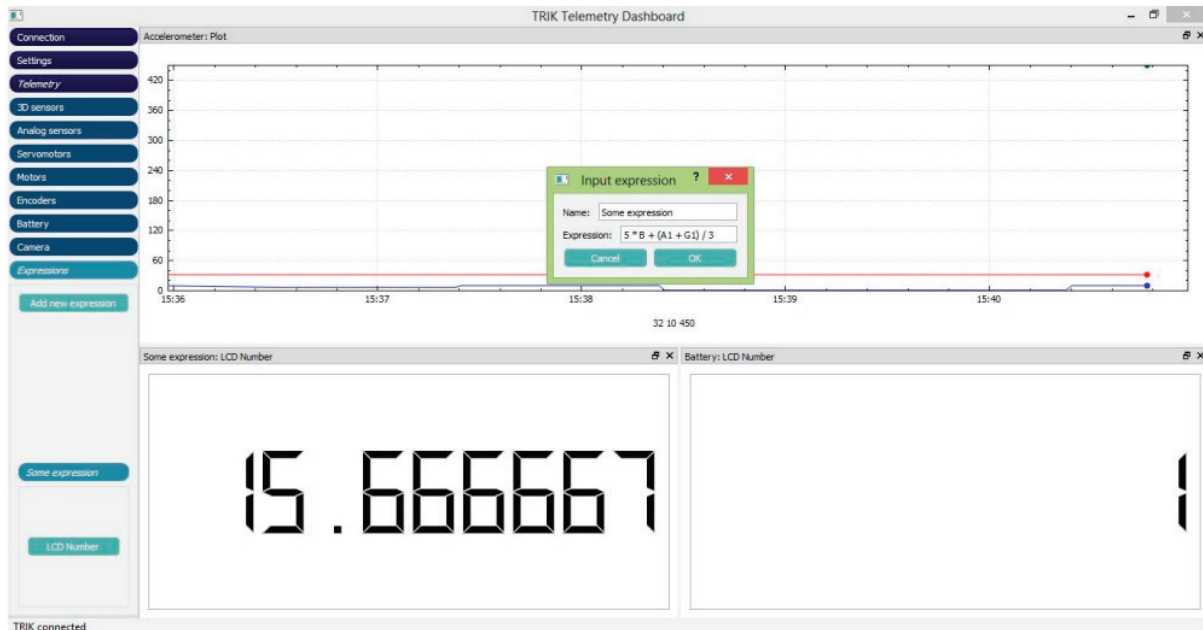 TRIK Telemetry Dashboard
Connection
Settings
Telemetry
3D sensors
Analog sensors
Servomotors
Motors
Encoders
Battery
Camera
Expressions
Add new expression
Some expression
LCD Number
Accelerometer: Plot
420
360
300
240
180
120
60
0
15:36
15:37
15:38
15:39
15:40
32 10 450
Input expression ?
Name: Some expression
Expression: 5 * B + (A1 + G1) / 3
Cancel OK
Some expression: LCD Number
15.666667
Battery: LCD Number
1
TRIK connected